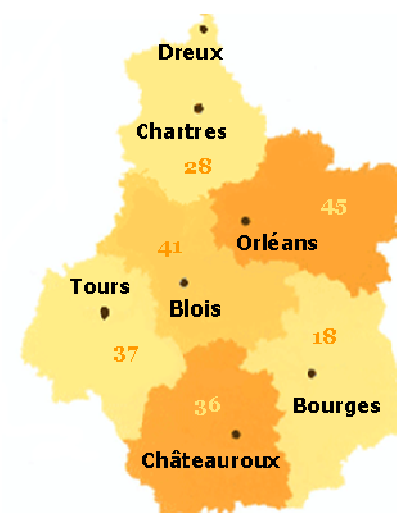 Dreux
Chartres
28
45
Orléans
41
Tours
Blois
37
18
36
Bourges
Châteauroux